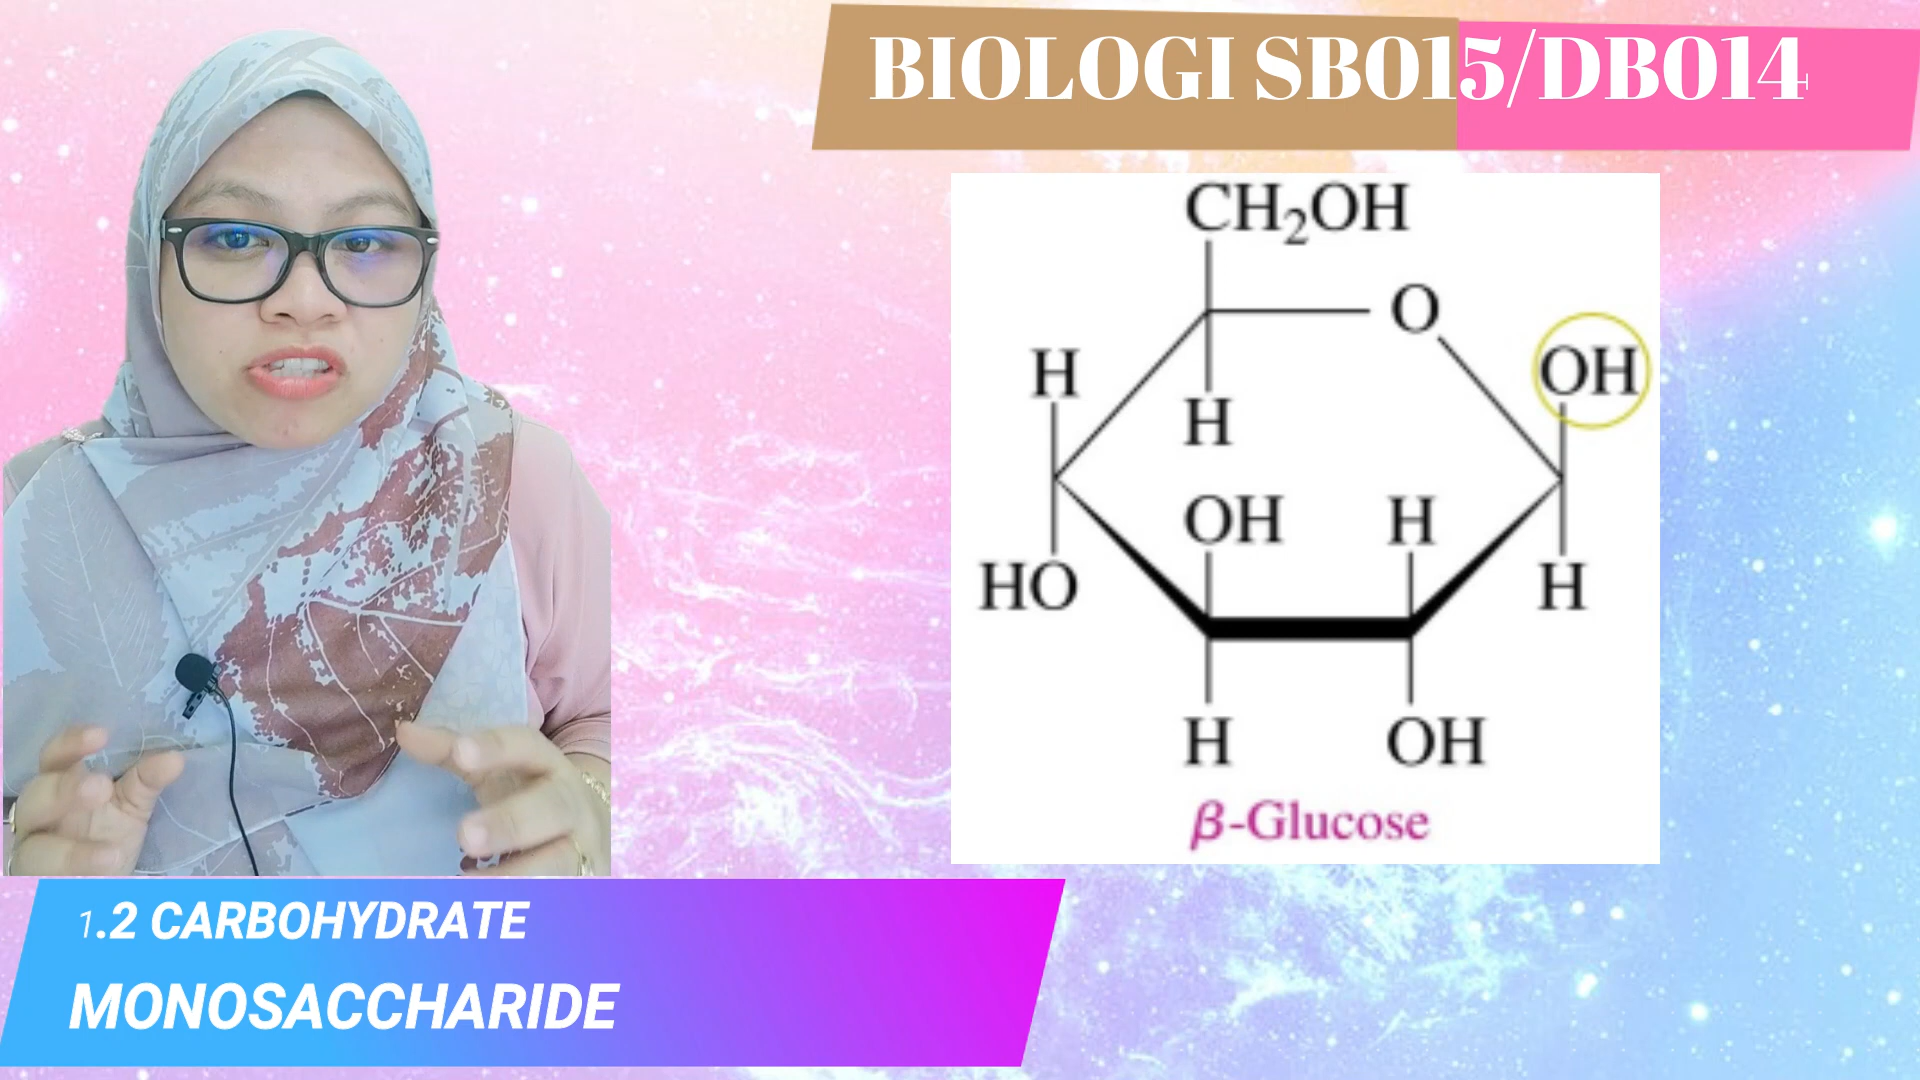 BIOLOGI SB015/DB014
CH₂OH
O
H
OH
H
OH
H
HO
H
H
OH
β-Glucose
1.2 CARBOHYDRATE
MONOSACCHARIDE